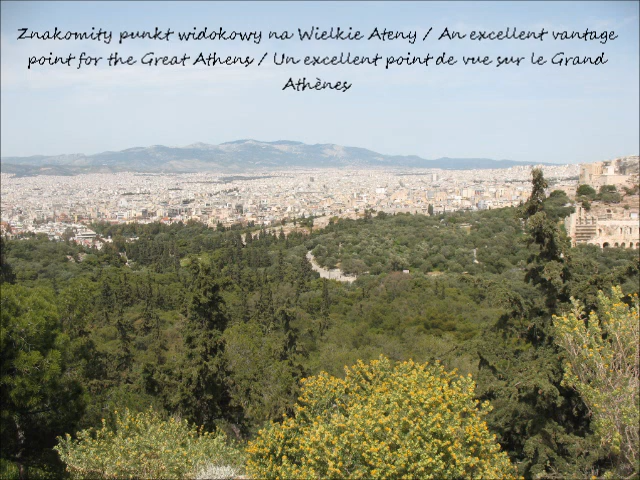 Znakomity punkt widokowy na Wielkie Ateny / An excellent vantage
point for the Great Athens / Un excellent point de vue sur le Grand
Athènes